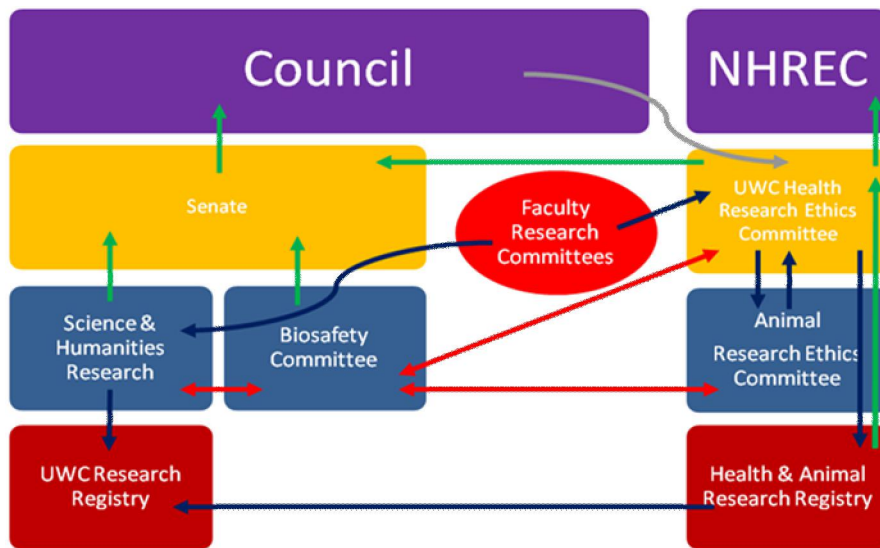 Council
NHREC
Senate
Faculty
Research
Committees
UWC Health
Research Ethics
Committee
Science &
Humanities
Research
Biosafety
Committee
Animal
Research Ethics
Committee
UWC Research
Registry
Health & Animal
Research Registry